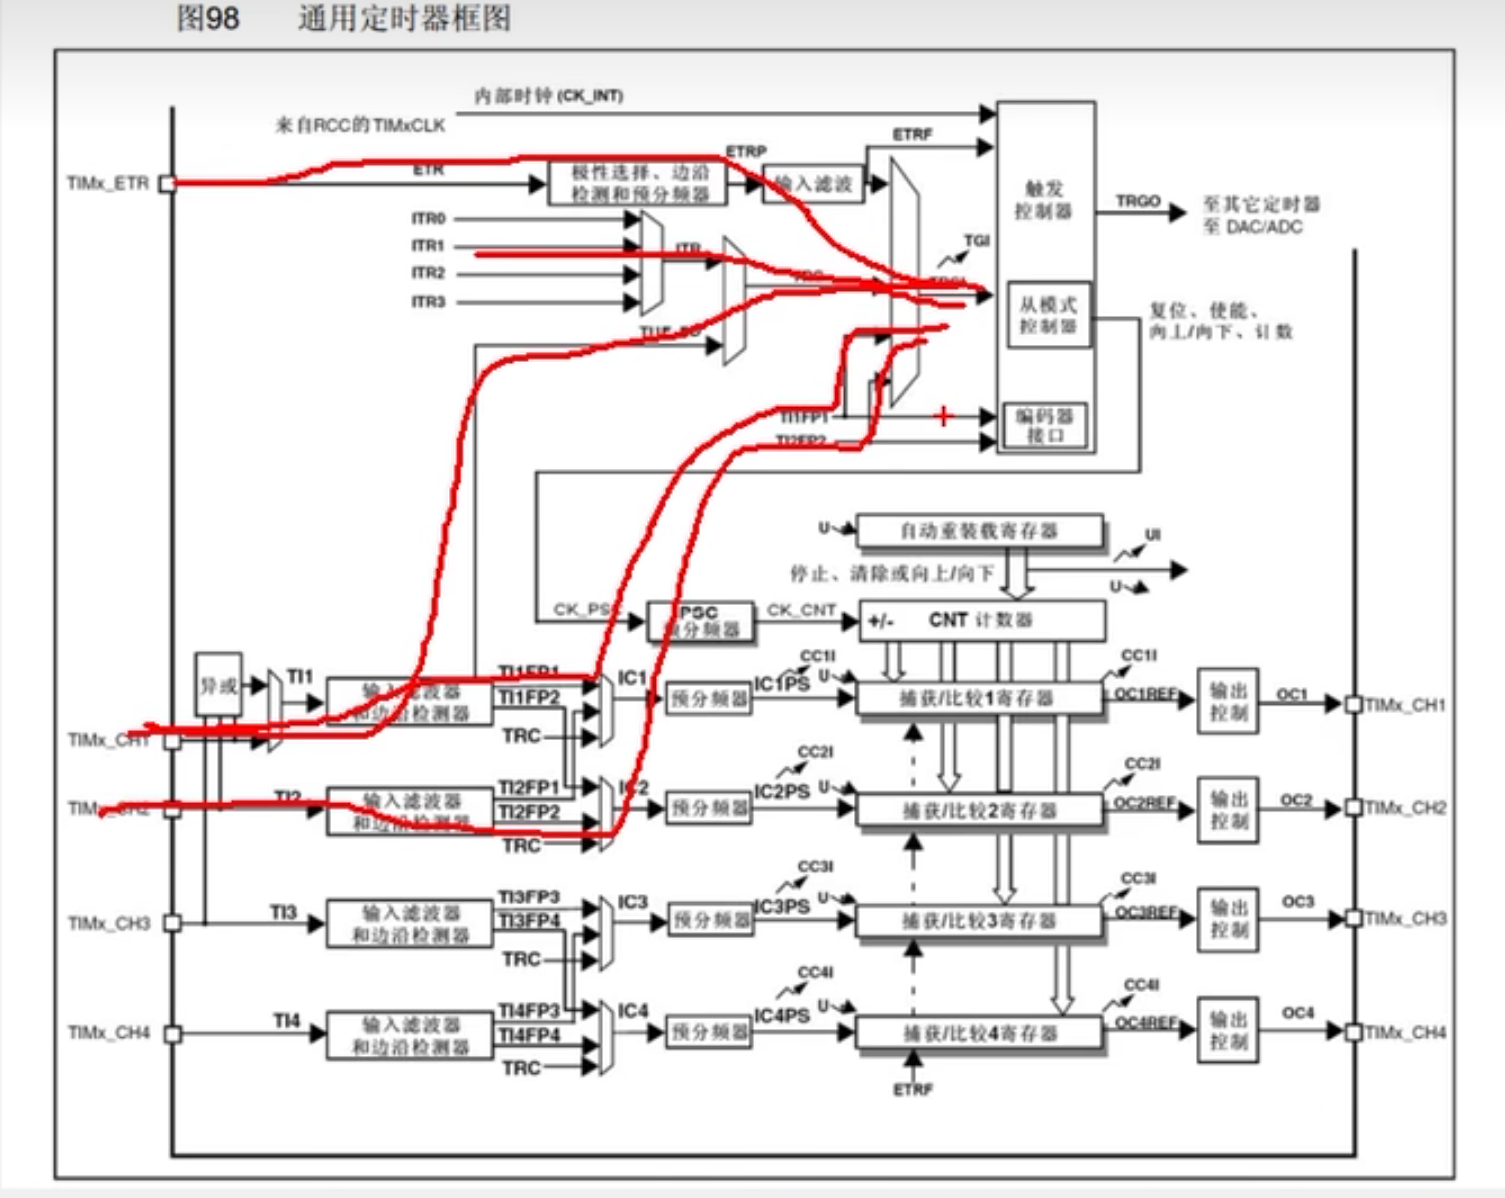 图98 通用定时器框图
内部时钟 (CK_INT)
来自RCC的TIMxCLK
ETRF
ETRP
TIMx_ETR
ETR
极性选择、边沿
检测和预分频器
输入滤波
触发
控制器
TRGO
至其它定时器
至 DAC/ADC
ITR0
ITR1
ITR
TGI
ITR2
ITR3
从模式
控制器
复位、使能、
向上/向下、计数
TI1FP1
TI2FP2
编码器
接口
U
自动重装载寄存器
UI
停止、清除或向上/向下
U
CK_PSC
PSC
预分频器
CK_CNT
+/-
CNT 计数器
异或
TI1
输入滤波器
和边沿检测器
TI1FP1
TI1FP2
TRC
IC1
预分频器
IC1PS
CC1I
U
捕获/比较1寄存器
CC1I
OC1REF
输出
控制
OC1
TIMx_CH1
TIMx_CH1
TIMx_CH2
TI2
输入滤波器
和边沿检测器
TI2FP1
TI2FP2
TRC
IC2
预分频器
IC2PS
CC2I
U
捕获/比较2寄存器
CC2I
OC2REF
输出
控制
OC2
TIMx_CH2
TIMx_CH3
TI3
输入滤波器
和边沿检测器
TI3FP3
TI3FP4
TRC
IC3
预分频器
IC3PS
CC3I
U
捕获/比较3寄存器
CC3I
OC3REF
输出
控制
OC3
TIMx_CH3
TIMx_CH4
TI4
输入滤波器
和边沿检测器
TI4FP3
TI4FP4
TRC
IC4
预分频器
IC4PS
CC4I
U
捕获/比较4寄存器
CC4I
OC4REF
输出
控制
OC4
TIMx_CH4
ETRF